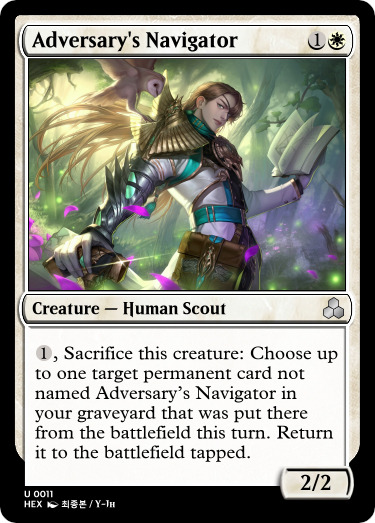 Adversary's Navigator 1
Creature — Human Scout
1, Sacrifice this creature: Choose up
to one target permanent card not
named Adversary's Navigator in
your graveyard that was put there
from the battlefield this turn. Return
it to the battlefield tapped.
2/2
U 0011
HEX 최종본 / Y-Jn